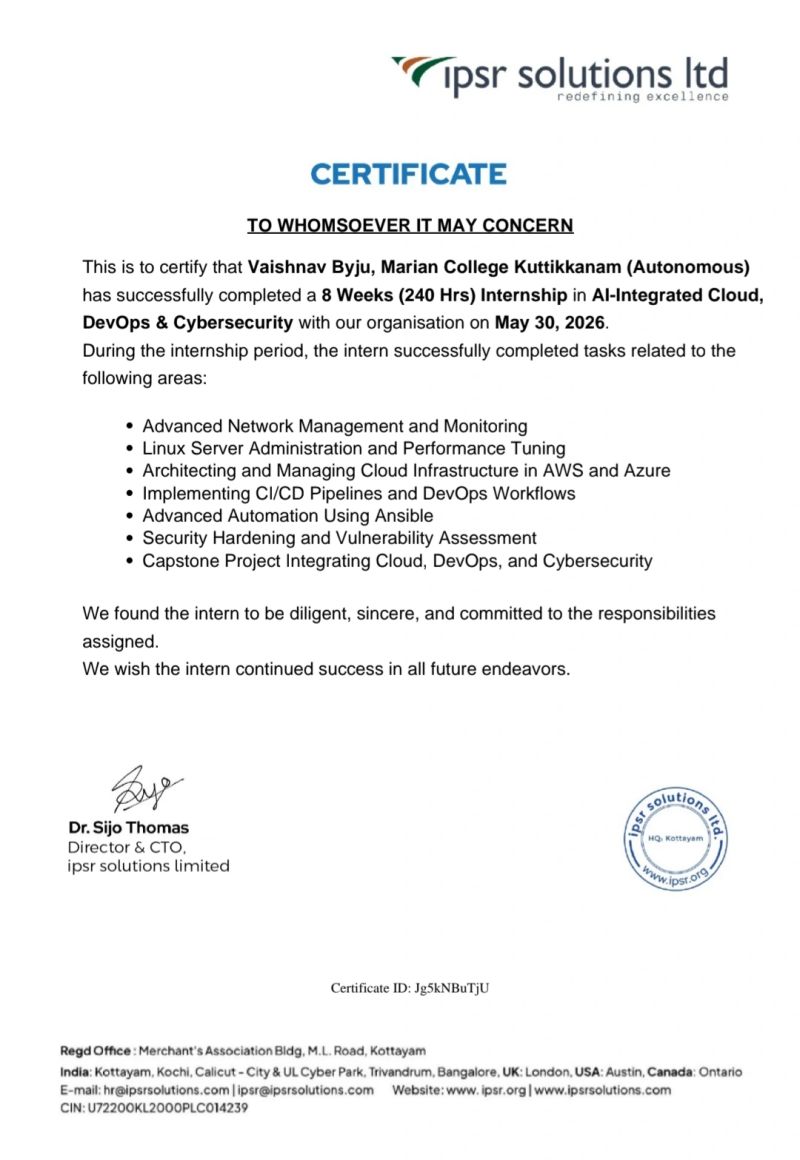 ipsr solutions ltd
redefining excellence
CERTIFICATE
TO WHOMSOEVER IT MAY CONCERN
This is to certify that Vaishnav Byju, Marian College Kuttikkanam (Autonomous)
has successfully completed a 8 Weeks (240 Hrs) Internship in AI-Integrated Cloud,
DevOps & Cybersecurity with our organisation on May 30, 2026.
During the internship period, the intern successfully completed tasks related to the
following areas:
• Advanced Network Management and Monitoring
• Linux Server Administration and Performance Tuning
• Architecting and Managing Cloud Infrastructure in AWS and Azure
• Implementing CI/CD Pipelines and DevOps Workflows
• Advanced Automation Using Ansible
• Security Hardening and Vulnerability Assessment
• Capstone Project Integrating Cloud, DevOps, and Cybersecurity
We found the intern to be diligent, sincere, and committed to the responsibilities
assigned.
We wish the intern continued success in all future endeavors.
Dr. Sijo Thomas
Director & CTO,
ipsr solutions limited
ipsr solutions ltd.
HQ: Kottayam
www.ipsr.org
Certificate ID: Jg5kNBuTjU
Regd Office : Merchant's Association Bldg, M.L. Road, Kottayam
India: Kottayam, Kochi, Calicut - City & UL Cyber Park, Trivandrum, Bangalore, UK: London, USA: Austin, Canada: Ontario
E-mail: hr@ipsrsolutions.com | ipsr@ipsrsolutions.com Website: www. ipsr.org | www.ipsrsolutions.com
CIN: U72200KL2000PLC014239